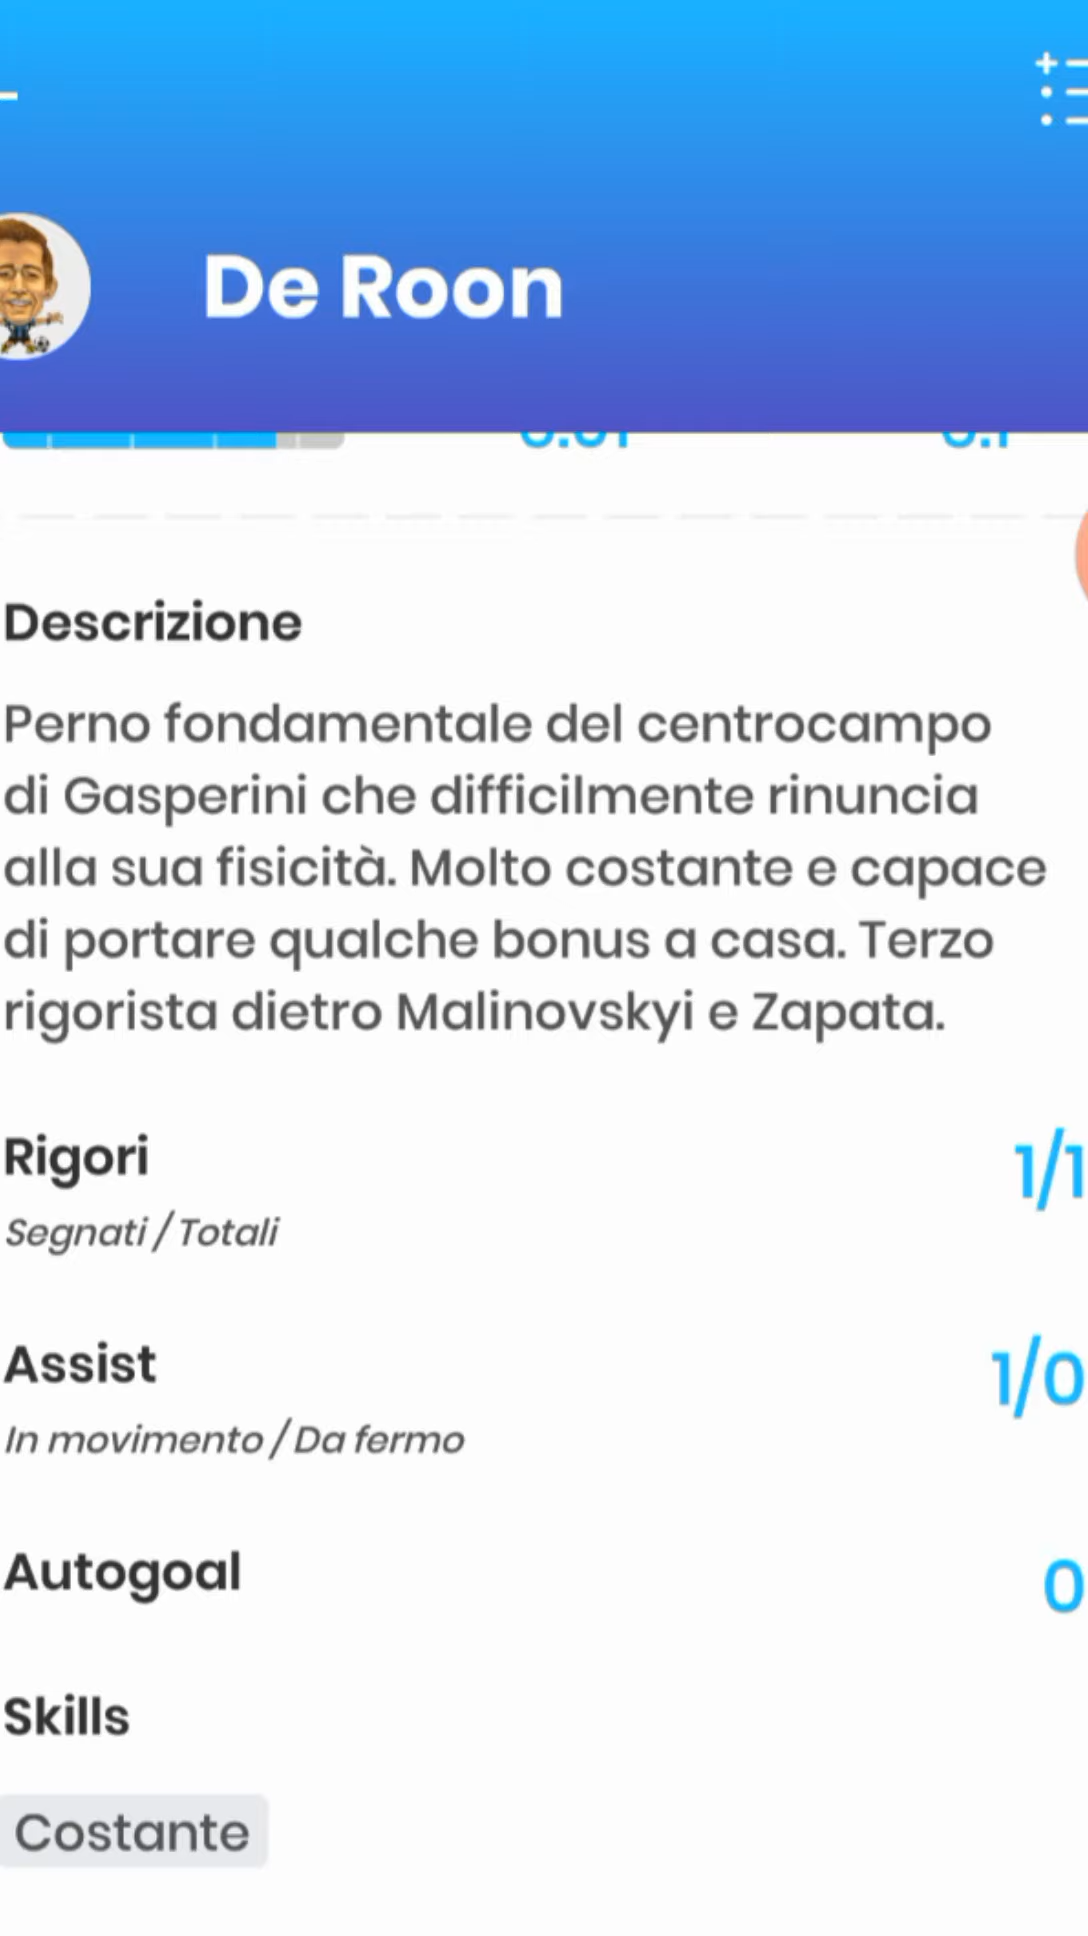 De Roon
Descrizione
Perno fondamentale del centrocampo
di Gasperini che difficilmente rinuncia
alla sua fisicità. Molto costante e capace
di portare qualche bonus a casa. Terzo
rigorista dietro Malinovskyi e Zapata.
Rigori
1/1
Segnati / Totali
Assist
1/0
In movimento / Da fermo
Autogoal
0
Skills
Costante